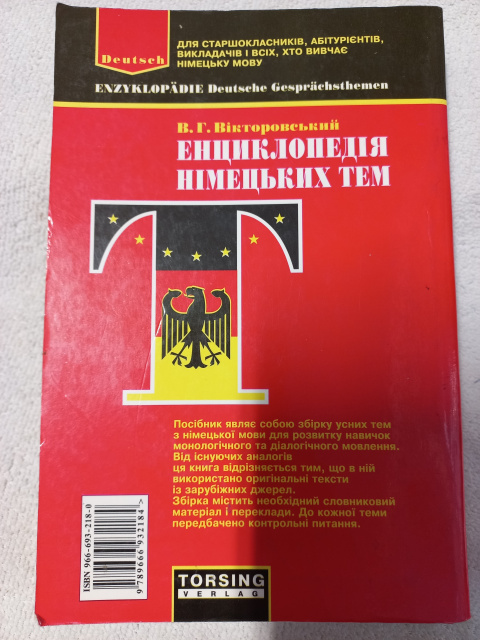 Deutsch
ДЛЯ СТАРШОКЛАСНИКІВ, АБІТУРІЄНТІВ,
ВИКЛАДАЧІВ І ВСІХ, ХТО ВИВЧАЄ
НІМЕЦЬКУ МОВУ
ENZYKLOPÄDIE Deutsche Gesprächsthemen
В. Г. Вікторовський
ЕНЦИКЛОПЕДІЯ
НІМЕЦЬКИХ ТЕМ
Посібник являє собою збірку усних тем
з німецької мови для розвитку навичок
монологічного та діалогічного мовлення.
Від існуючих аналогів
ця книга відрізняється тим, що в ній
використано оригінальні тексти
із зарубіжних джерел.
Збірка містить необхідний словниковий
матеріал і переклади. До кожної теми
передбачено контрольні питання.
ISBN 966-693-218-0
9 789666 932184 >
TORSING
VERLAG